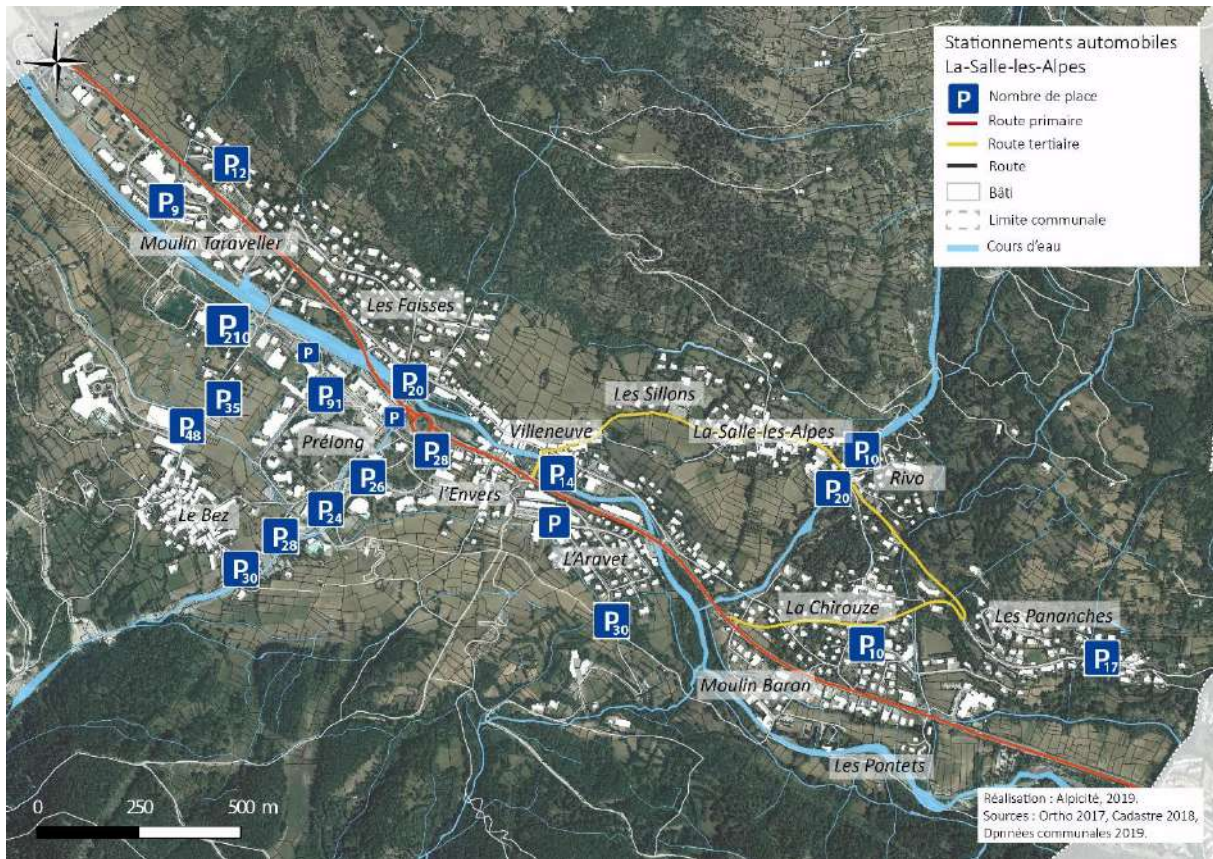 Stationnements automobiles
La-Salle-les-Alpes
P Nombre de place
Route primaire
Route tertiaire
Route
Bâti
Limite communale
Cours d'eau
P12
P9
Moulin Taravelier
Les Faisses
P210
P
P20
P91
P35
P
Les Sillons
P48
Prélong
P28
Villeneuve
La-Salle-les-Alpes
P10
Rivo
P26
P14
P20
l'Envers
Le Bez
P24
P
P28
L'Aravet
P30
P30
La Chirouze
Les Pananches
P10
P17
Moulin Baron
Les Pontets
0 250 500 m
Réalisation : Alpicité, 2019.
Sources : Ortho 2017, Cadastre 2018,
Données communales 2019.